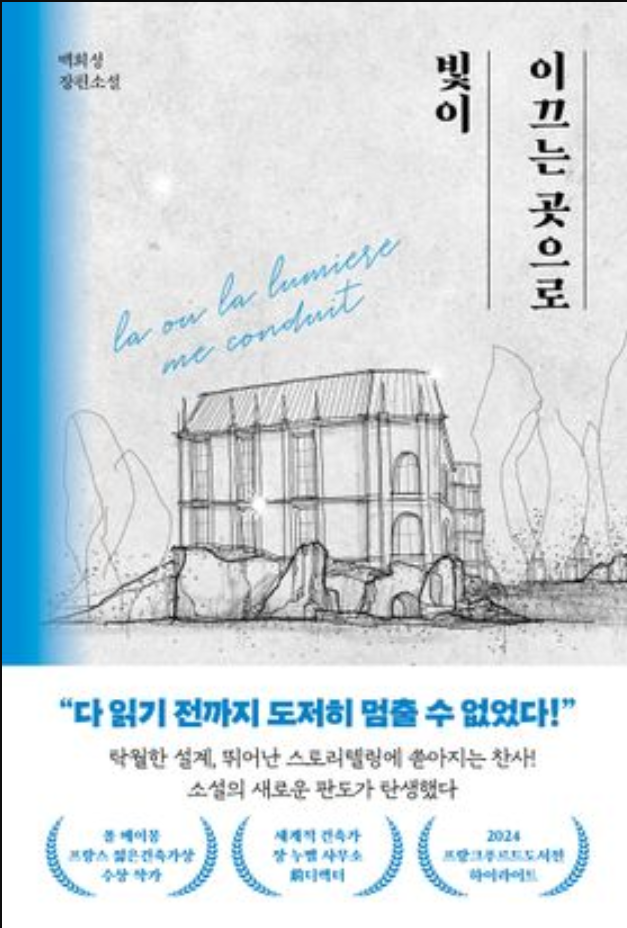 백희성
장편소설
빛이
이끄는 곳으로
la ou la lumiere
me conduit
“다 읽기 전까지 도저히 멈출 수 없었다!”
탁월한 설계, 뛰어난 스토리텔링에 쏟아지는 찬사!
소설의 새로운 판도가 탄생했다
폴 메이몽
프랑스 젊은건축가상
수상 작가
세계적 건축가
장 누벨 사무소
前디렉터
2024
프랑크푸르트도서전
하이라이트